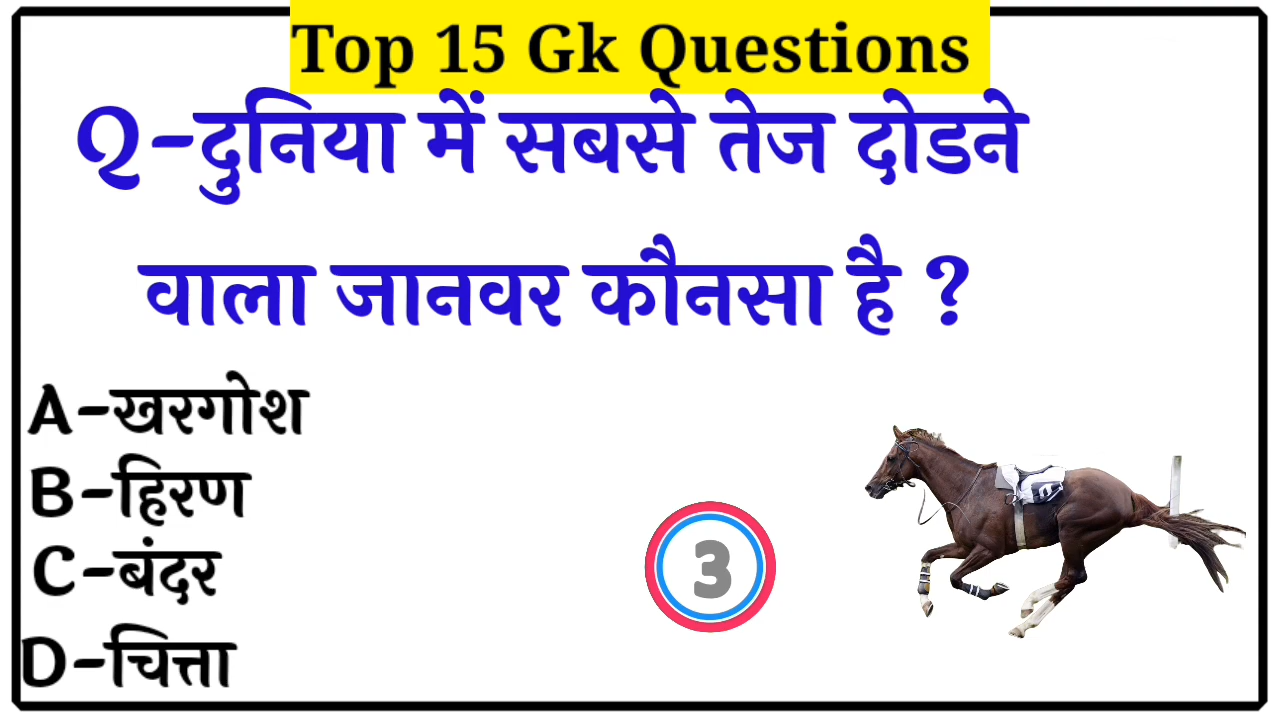 Top 15 Gk Questions
Q-दुनिया में सबसे तेज दोडने
वाला जानवर कौनसा है ?
A-खरगोश
B-हिरण
C-बंदर
D-चित्ता
3